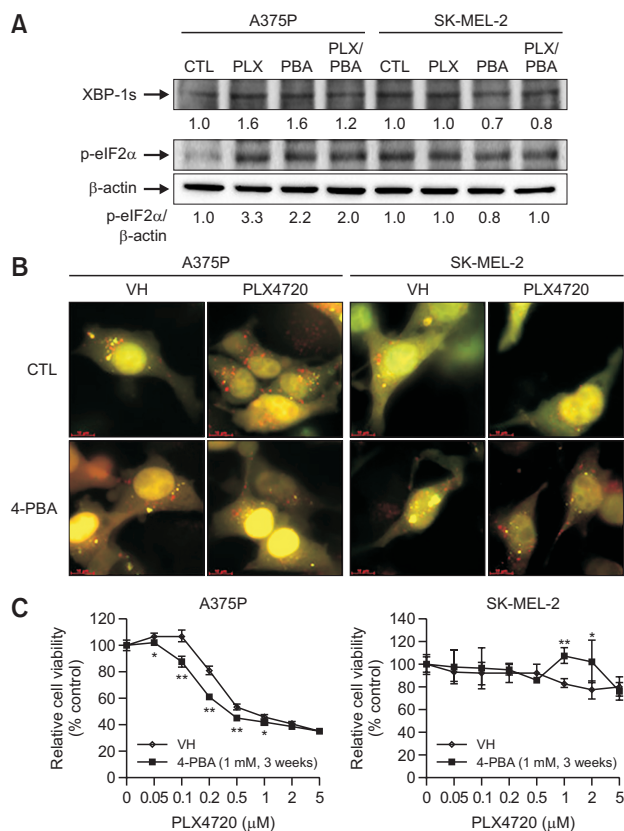 A
A375P SK-MEL-2
CTL PLX PBA PLX/PBA CTL PLX PBA PLX/PBA
XBP-1s
1.0 1.6 1.6 1.2 1.0 1.0 0.7 0.8
p-eIF2α
β-actin
p-eIF2α/β-actin 1.0 3.3 2.2 2.0 1.0 1.0 0.8 1.0
B
A375P SK-MEL-2
VH PLX4720 VH PLX4720
CTL
4-PBA
C
A375P
Relative cell viability
(% control)
120
100
80
60
40
20
0
* ** ** ** *
VH
4-PBA (1 mM, 3 weeks)
0 0.05 0.1 0.2 0.5 1 2 5
PLX4720 (μM)
SK-MEL-2
Relative cell viability
(% control)
140
120
100
80
60
40
20
0
** *
VH
4-PBA (1 mM, 3 weeks)
0 0.05 0.1 0.2 0.5 1 2 5
PLX4720 (μM)